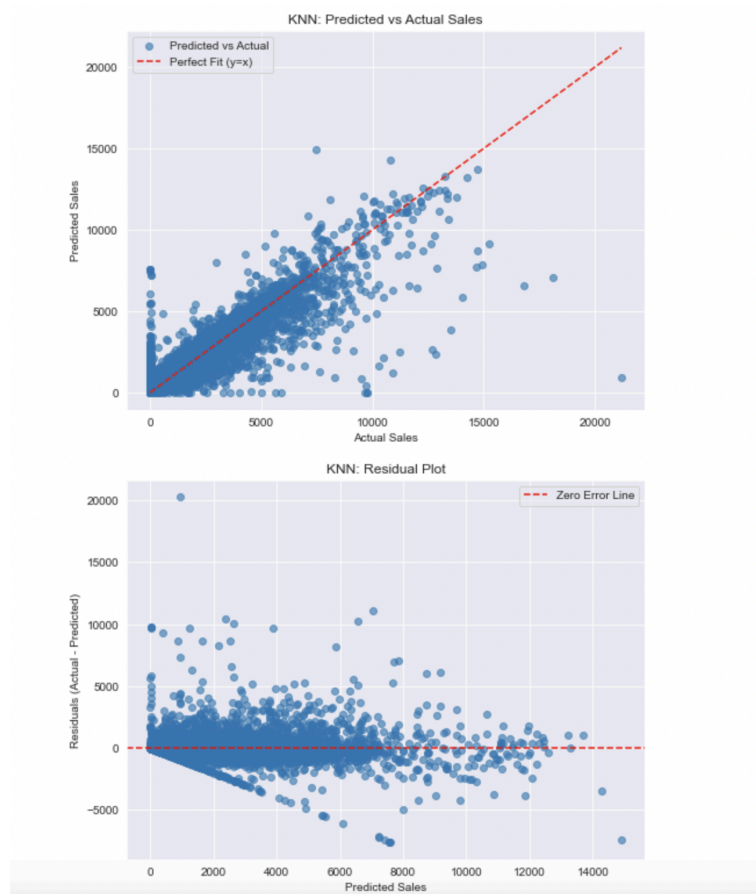 KNN: Predicted vs Actual Sales
Predicted vs Actual
Perfect Fit (y=x)
20000
15000
10000
5000
0
Predicted Sales
0 5000 10000 15000 20000
Actual Sales
KNN: Residual Plot
Zero Error Line
20000
15000
10000
5000
0
−5000
Residuals (Actual - Predicted)
0 2000 4000 6000 8000 10000 12000 14000
Predicted Sales